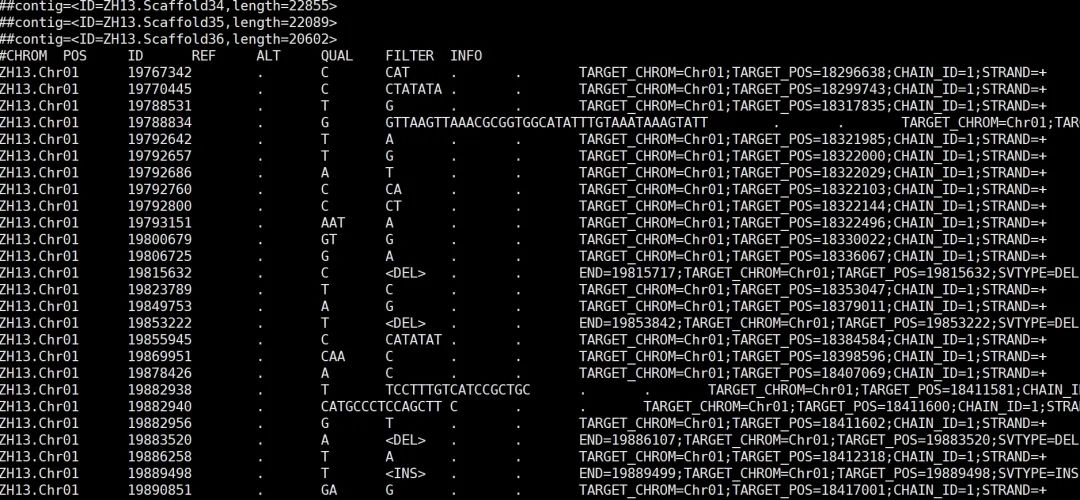 ##contig=<ID=ZH13.Scaffold34,length=22855>
##contig=<ID=ZH13.Scaffold35,length=22089>
##contig=<ID=ZH13.Scaffold36,length=20602>
#CHROM POS ID REF ALT QUAL FILTER INFO
ZH13.Chr01 19767342 . C CAT . . TARGET_CHROM=Chr01;TARGET_POS=18296638;CHAIN_ID=1;STRAND=+
ZH13.Chr01 19770445 . C CTATATA . . TARGET_CHROM=Chr01;TARGET_POS=18299743;CHAIN_ID=1;STRAND=+
ZH13.Chr01 19788531 . T G . . TARGET_CHROM=Chr01;TARGET_POS=18317835;CHAIN_ID=1;STRAND=+
ZH13.Chr01 19788834 . G GTTAAGTTAAACGCGGTGGCATATTTGTAAATAAAGTATT . . TARGET_CHROM=Chr01;TAR
ZH13.Chr01 19792642 . T A . . TARGET_CHROM=Chr01;TARGET_POS=18321985;CHAIN_ID=1;STRAND=+
ZH13.Chr01 19792657 . T G . . TARGET_CHROM=Chr01;TARGET_POS=18322000;CHAIN_ID=1;STRAND=+
ZH13.Chr01 19792686 . A T . . TARGET_CHROM=Chr01;TARGET_POS=18322029;CHAIN_ID=1;STRAND=+
ZH13.Chr01 19792760 . C CA . . TARGET_CHROM=Chr01;TARGET_POS=18322103;CHAIN_ID=1;STRAND=+
ZH13.Chr01 19792800 . C CT . . TARGET_CHROM=Chr01;TARGET_POS=18322144;CHAIN_ID=1;STRAND=+
ZH13.Chr01 19793151 . AAT A . . TARGET_CHROM=Chr01;TARGET_POS=18322496;CHAIN_ID=1;STRAND=+
ZH13.Chr01 19800679 . GT G . . TARGET_CHROM=Chr01;TARGET_POS=18330022;CHAIN_ID=1;STRAND=+
ZH13.Chr01 19806725 . G A . . TARGET_CHROM=Chr01;TARGET_POS=18336067;CHAIN_ID=1;STRAND=+
ZH13.Chr01 19815632 . C <DEL> . . END=19815717;TARGET_CHROM=Chr01;TARGET_POS=19815632;SVTYPE=DEL
ZH13.Chr01 19823789 . T C . . TARGET_CHROM=Chr01;TARGET_POS=18353047;CHAIN_ID=1;STRAND=+
ZH13.Chr01 19849753 . A G . . TARGET_CHROM=Chr01;TARGET_POS=18379011;CHAIN_ID=1;STRAND=+
ZH13.Chr01 19853222 . T <DEL> . . END=19853842;TARGET_CHROM=Chr01;TARGET_POS=19853222;SVTYPE=DEL
ZH13.Chr01 19855945 . C CATATAT . . TARGET_CHROM=Chr01;TARGET_POS=18384584;CHAIN_ID=1;STRAND=+
ZH13.Chr01 19869951 . CAA C . . TARGET_CHROM=Chr01;TARGET_POS=18398596;CHAIN_ID=1;STRAND=+
ZH13.Chr01 19878426 . A C . . TARGET_CHROM=Chr01;TARGET_POS=18407069;CHAIN_ID=1;STRAND=+
ZH13.Chr01 19882938 . T TCCTTTGTCATCCGCTGC . . TARGET_CHROM=Chr01;TARGET_POS=18411581;CHAIN_I
ZH13.Chr01 19882940 . CATGCCCTCCAGCTT C . . TARGET_CHROM=Chr01;TARGET_POS=18411600;CHAIN_ID=1;STRA
ZH13.Chr01 19882956 . G T . . TARGET_CHROM=Chr01;TARGET_POS=18411602;CHAIN_ID=1;STRAND=+
ZH13.Chr01 19883520 . A <DEL> . . END=19886107;TARGET_CHROM=Chr01;TARGET_POS=19883520;SVTYPE=DEL
ZH13.Chr01 19886258 . T A . . TARGET_CHROM=Chr01;TARGET_POS=18412318;CHAIN_ID=1;STRAND=+
ZH13.Chr01 19889498 . T <INS> . . END=19889499;TARGET_CHROM=Chr01;TARGET_POS=19889498;SVTYPE=INS
ZH13.Chr01 19890851 . GA G . . TARGET_CHROM=Chr01;TARGET_POS=18417001;CHAIN_ID=1;STRAND=+